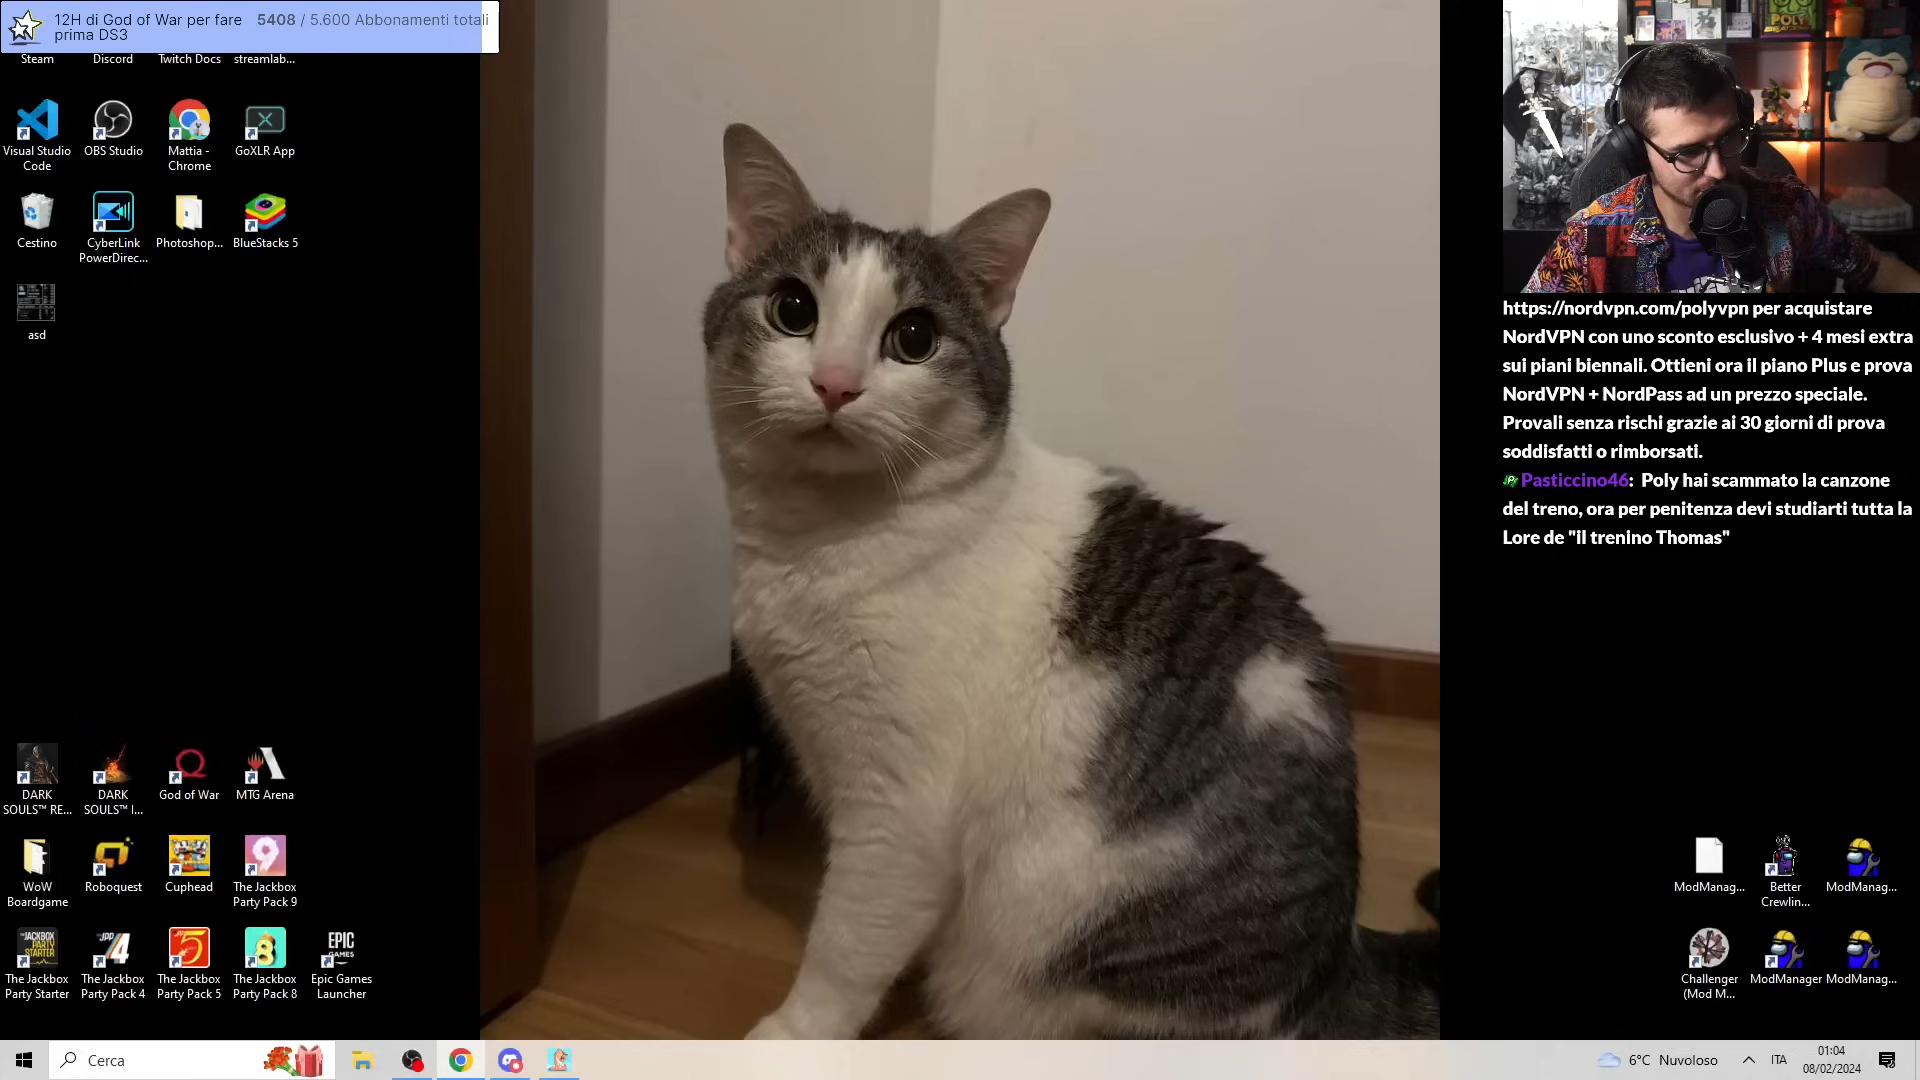 12H di God of War per fare
prima DS3
5408 / 5.600 Abbonamenti totali
Steam
Discord
Twitch Docs
streamlab...
Visual Studio
Code
OBS Studio
Mattia -
Chrome
GoXLR App
Cestino
CyberLink
PowerDirec...
Photoshop...
BlueStacks 5
asd
https://nordvpn.com/polyvpn per acquistare
NordVPN con uno sconto esclusivo + 4 mesi extra
sui piani biennali. Ottieni ora il piano Plus e prova
NordVPN + NordPass ad un prezzo speciale.
Provali senza rischi grazie ai 30 giorni di prova
soddisfatti o rimborsati.
Pasticcino46: Poly hai scammato la canzone
del treno, ora per penitenza devi studiarti tutta la
Lore de "il trenino Thomas"
DARK
SOULS™ RE...
DARK
SOULS™ I...
God of War
MTG Arena
WoW
Boardgame
Roboquest
Cuphead
The Jackbox
Party Pack 9
The Jackbox
Party Starter
The Jackbox
Party Pack 4
The Jackbox
Party Pack 5
The Jackbox
Party Pack 8
EPIC
GAMES
Epic Games
Launcher
ModManag...
Better
Crewlin...
ModManag...
Challenger
(Mod M...
ModManager
ModManag...
Cerca
6°C Nuvoloso
ITA
01:04
08/02/2024